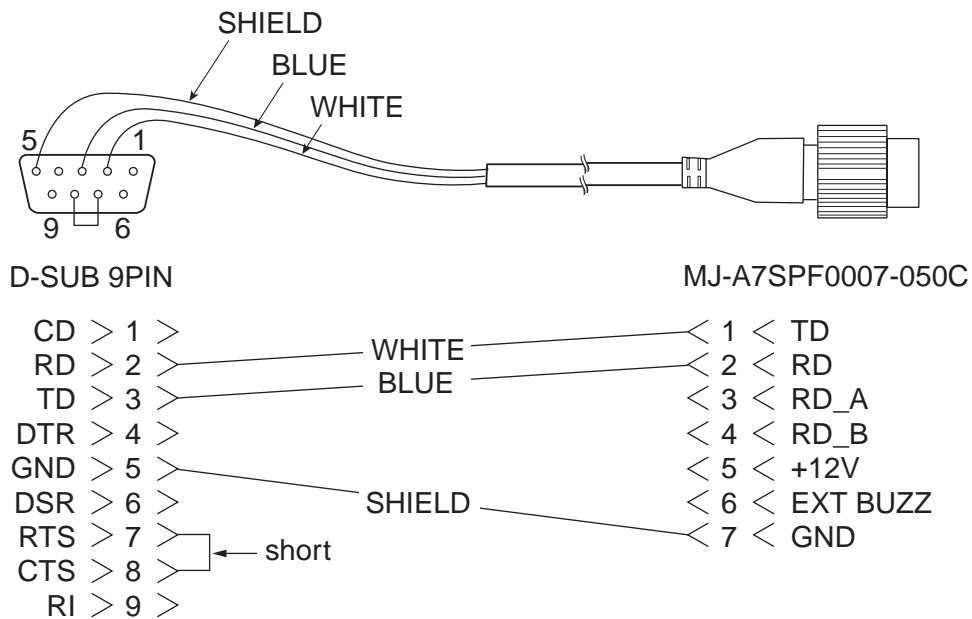 SHIELD
BLUE
WHITE
5 1
9 6
D-SUB 9PIN MJ-A7SPF0007-050C
CD > 1 > < 1 < TD
WHITE
RD > 2 > < 2 < RD
BLUE
TD > 3 > < 3 < RD_A
DTR > 4 > < 4 < RD_B
GND > 5 > < 5 < +12V
DSR > 6 > SHIELD < 6 < EXT BUZZ
RTS > 7 > < 7 < GND
short
CTS > 8 >
RI > 9 >